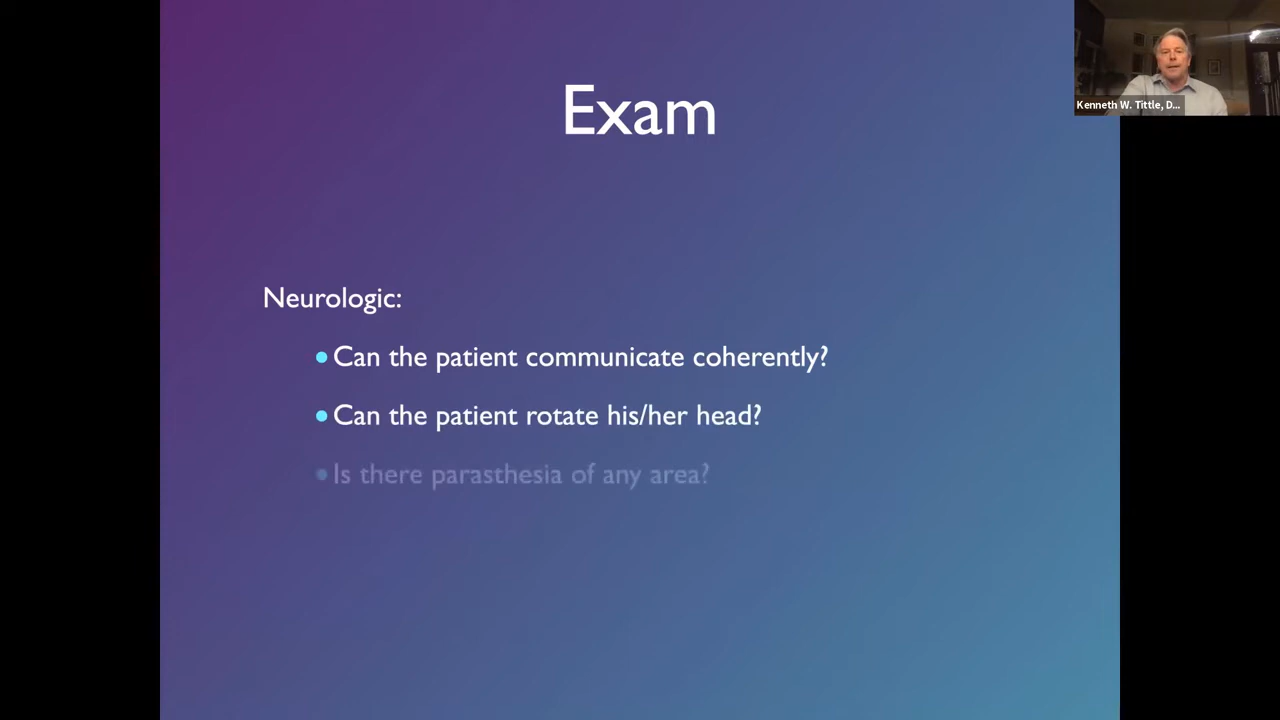 Exam
Kenneth W. Tittle, D...
Neurologic:
•Can the patient communicate coherently?
•Can the patient rotate his/her head?
•Is there parasthesia of any area?